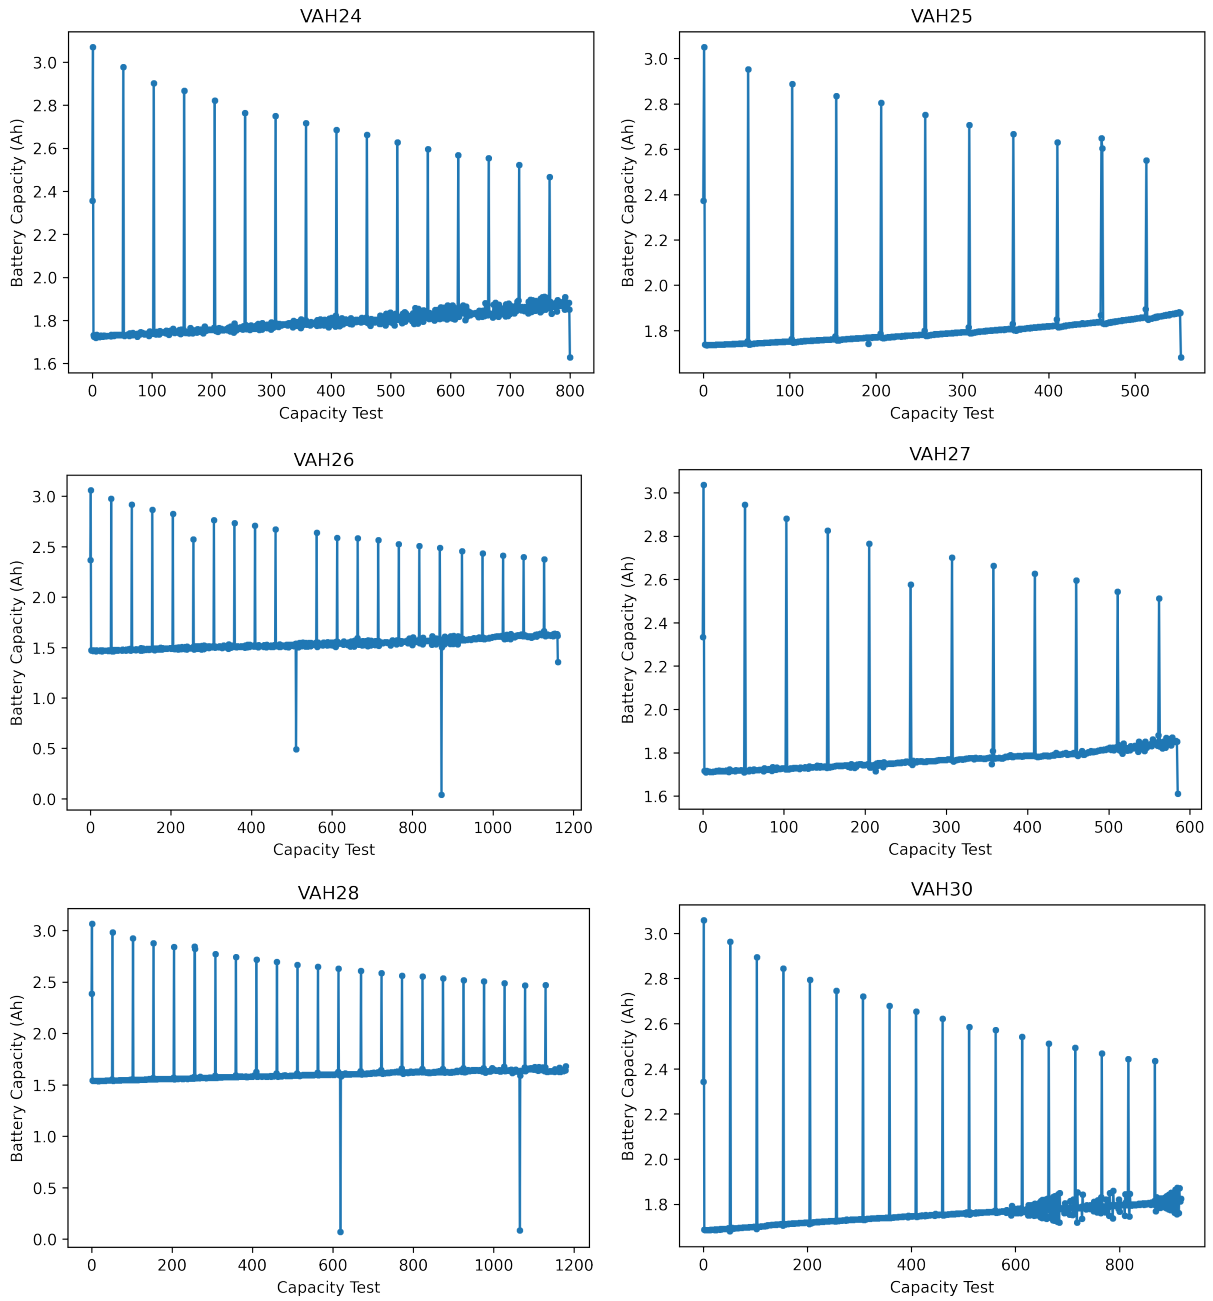 VAH24
3.0
2.8
2.6
2.4
2.2
2.0
1.8
1.6
Battery Capacity (Ah)
0 100 200 300 400 500 600 700 800
Capacity Test
VAH25
3.0
2.8
2.6
2.4
2.2
2.0
1.8
Battery Capacity (Ah)
0 100 200 300 400 500
Capacity Test
VAH26
3.0
2.5
2.0
1.5
1.0
0.5
0.0
Battery Capacity (Ah)
0 200 400 600 800 1000 1200
Capacity Test
VAH27
3.0
2.8
2.6
2.4
2.2
2.0
1.8
1.6
Battery Capacity (Ah)
0 100 200 300 400 500 600
Capacity Test
VAH28
3.0
2.5
2.0
1.5
1.0
0.5
0.0
Battery Capacity (Ah)
0 200 400 600 800 1000 1200
Capacity Test
VAH30
3.0
2.8
2.6
2.4
2.2
2.0
1.8
Battery Capacity (Ah)
0 200 400 600 800
Capacity Test